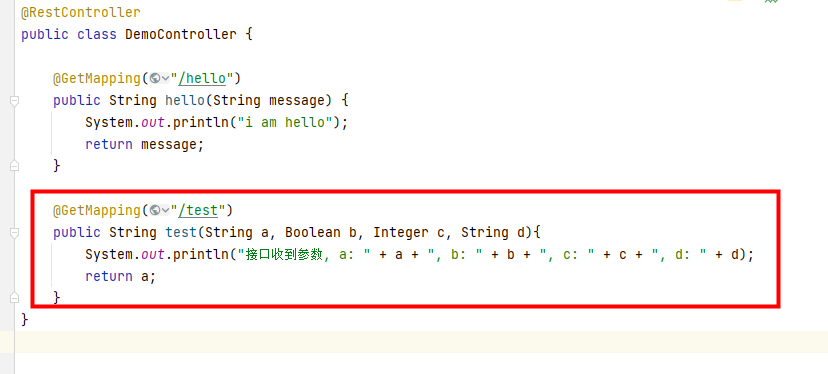 @RestController
public class DemoController {
@GetMapping("/hello")
public String hello(String message) {
System.out.println("i am hello");
return message;
}
@GetMapping("/test")
public String test(String a, Boolean b, Integer c, String d){
System.out.println("接口收到参数, a: " + a + ", b: " + b + ", c: " + c + ", d: " + d);
return a;
}
}